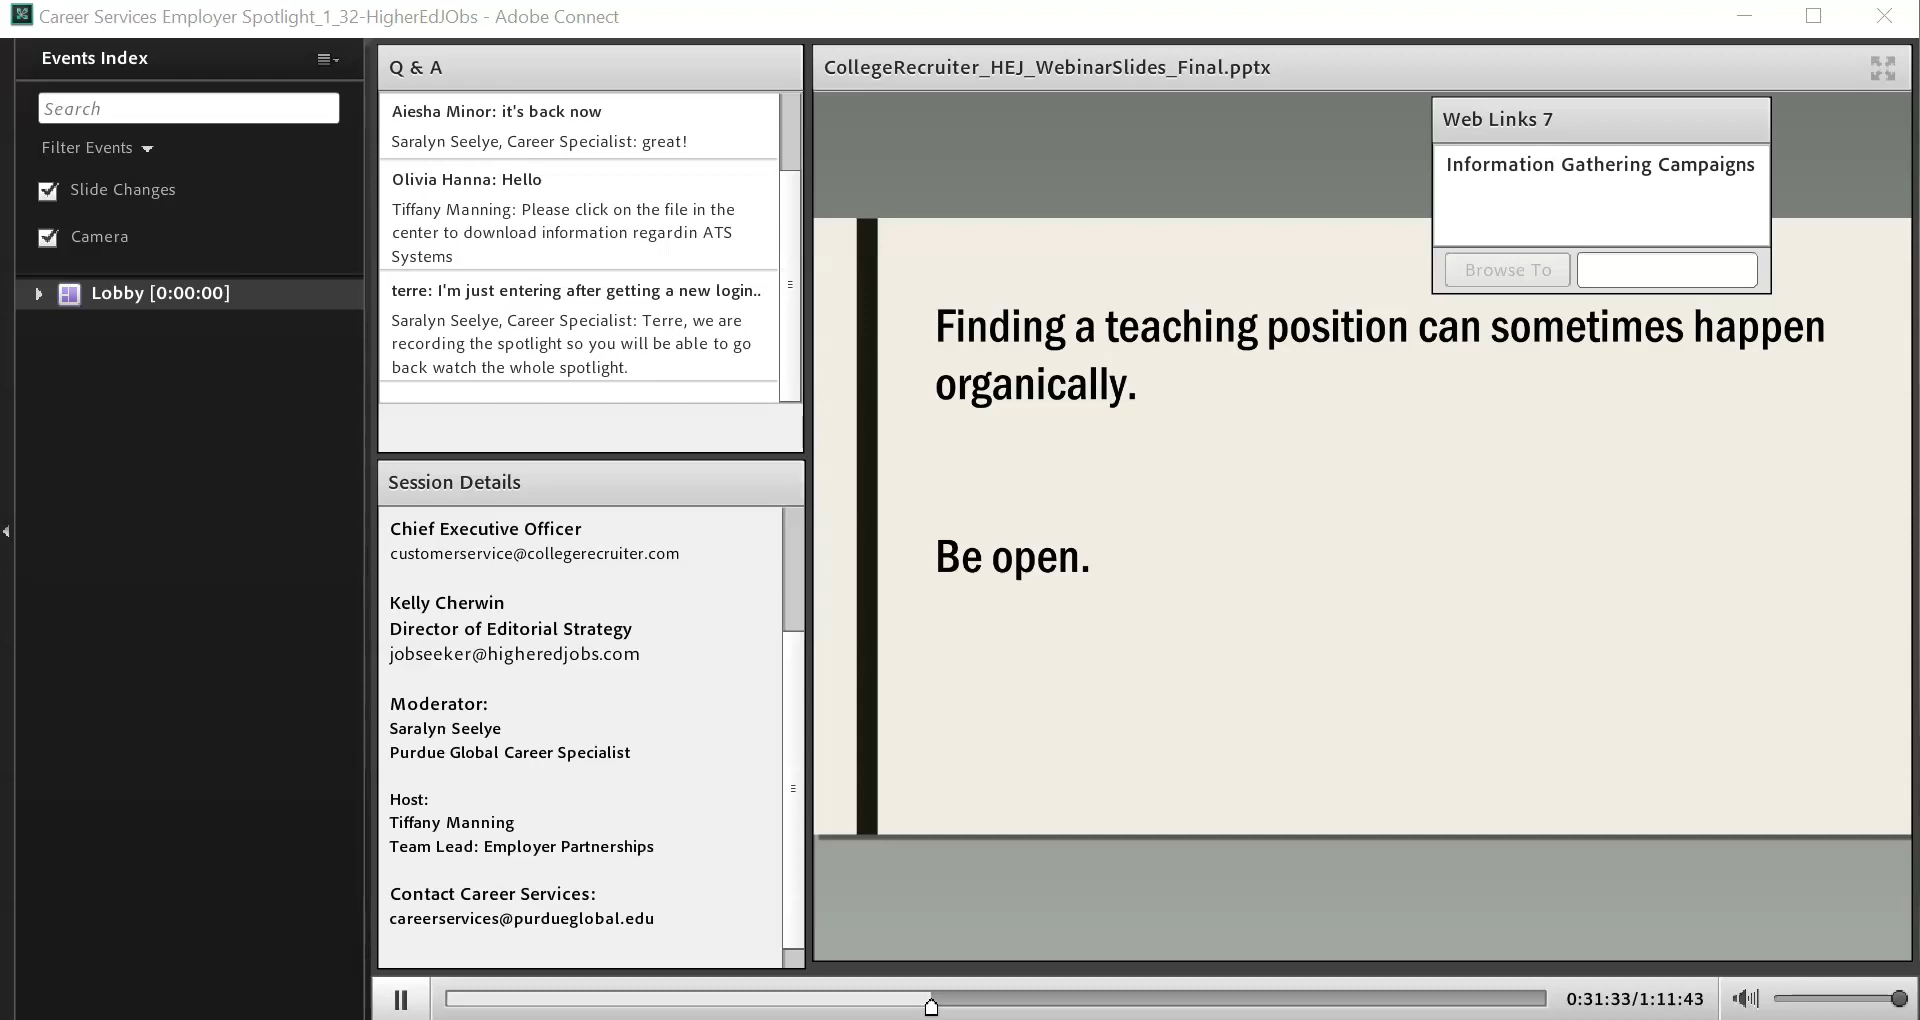 Career Services Employer Spotlight_1_32-HigherEdJObs - Adobe Connect
Events Index
Search
Filter Events
Slide Changes
Camera
Lobby [0:00:00]
Q & A
Aiesha Minor: it's back now
Saralyn Seelye, Career Specialist: great!
Olivia Hanna: Hello
Tiffany Manning: Please click on the file in the
center to download information regardin ATS
Systems
terre: I'm just entering after getting a new login..
Saralyn Seelye, Career Specialist: Terre, we are
recording the spotlight so you will be able to go
back watch the whole spotlight.
Session Details
Chief Executive Officer
customerservice@collegerecruiter.com
Kelly Cherwin
Director of Editorial Strategy
jobseeker@higheredjobs.com
Moderator:
Saralyn Seelye
Purdue Global Career Specialist
Host:
Tiffany Manning
Team Lead: Employer Partnerships
Contact Career Services:
careerservices@purdueglobal.edu
CollegeRecruiter_HEJ_WebinarSlides_Final.pptx
Web Links 7
Information Gathering Campaigns
Browse To
Finding a teaching position can sometimes happen
organically.
Be open.
0:31:33/1:11:43